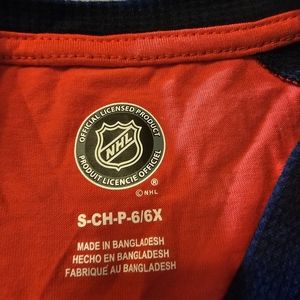 OFFICIAL LICENSED PRODUCT
NHL
PRODUIT LICENCIÉ OFFICIEL
© NHL
S-CH-P-6/6X
MADE IN BANGLADESH
HECHO EN BANGLADESH
FABRIQUÉ AU BANGLADESH